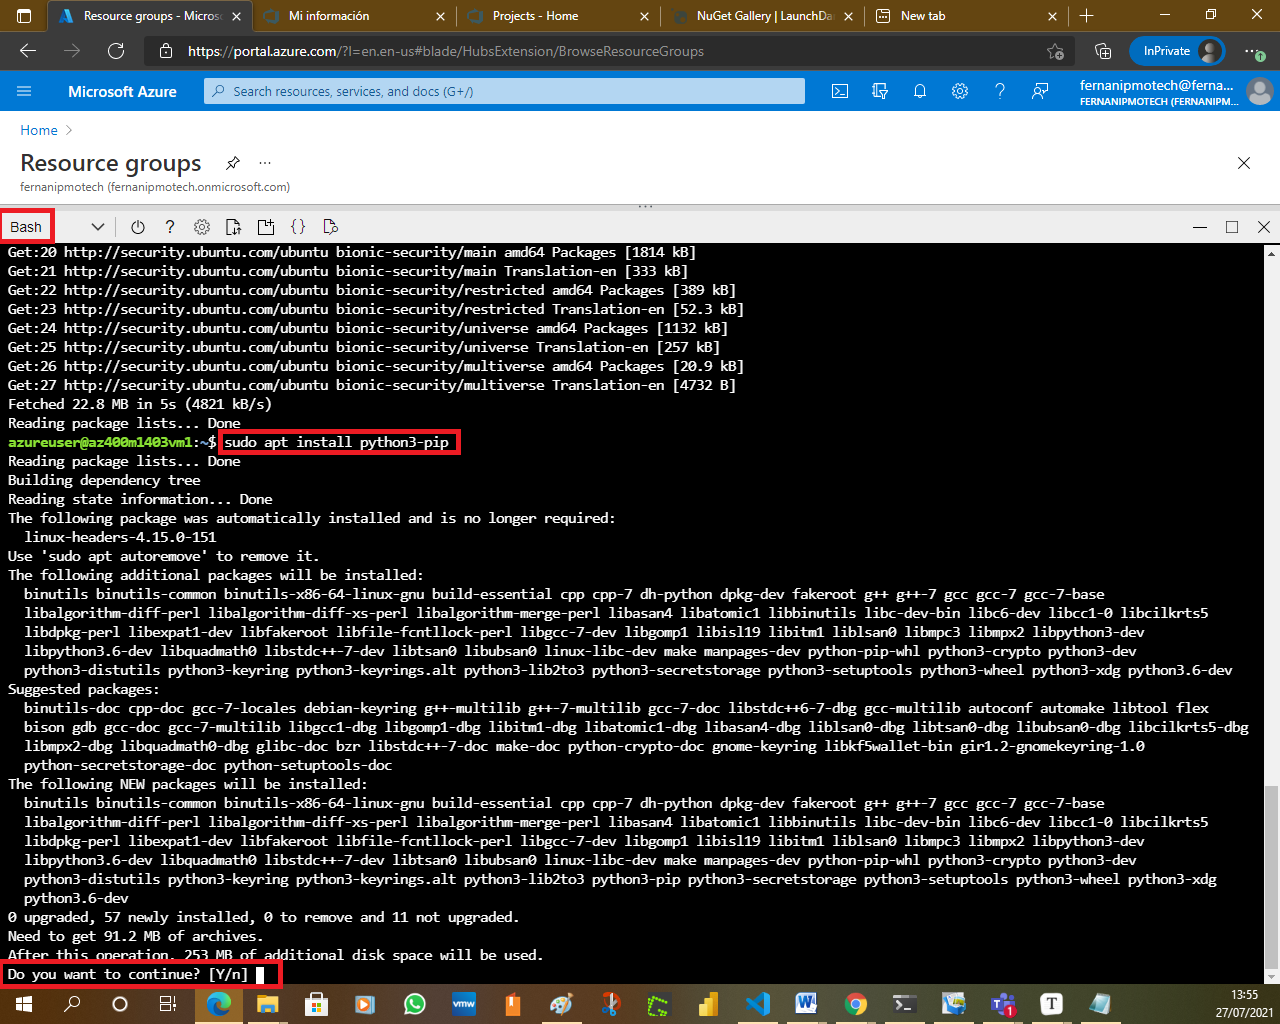 Resource groups - Micros
Mi información
Projects - Home
NuGet Gallery | LaunchDa
New tab
https://portal.azure.com/?l=en.en-us#blade/HubsExtension/BrowseResourceGroups
InPrivate
Microsoft Azure
Search resources, services, and docs (G+/)
fernanipmotech@ferna...
FERNANIPMOTECH (FERNANIPM...
Home
Resource groups
fernanipmotech (fernanipmotech.onmicrosoft.com)
Bash
Get:20 http://security.ubuntu.com/ubuntu bionic-security/main amd64 Packages [1814 kB]
Get:21 http://security.ubuntu.com/ubuntu bionic-security/main Translation-en [333 kB]
Get:22 http://security.ubuntu.com/ubuntu bionic-security/restricted amd64 Packages [389 kB]
Get:23 http://security.ubuntu.com/ubuntu bionic-security/restricted Translation-en [52.3 kB]
Get:24 http://security.ubuntu.com/ubuntu bionic-security/universe amd64 Packages [1132 kB]
Get:25 http://security.ubuntu.com/ubuntu bionic-security/universe Translation-en [257 kB]
Get:26 http://security.ubuntu.com/ubuntu bionic-security/multiverse amd64 Packages [20.9 kB]
Get:27 http://security.ubuntu.com/ubuntu bionic-security/multiverse Translation-en [4732 B]
Fetched 22.8 MB in 5s (4821 kB/s)
Reading package lists... Done
azureuser@az400m1403vm1:~$ sudo apt install python3-pip
Reading package lists... Done
Building dependency tree
Reading state information... Done
The following package was automatically installed and is no longer required:
linux-headers-4.15.0-151
Use 'sudo apt autoremove' to remove it.
The following additional packages will be installed:
binutils binutils-common binutils-x86-64-linux-gnu build-essential cpp cpp-7 dh-python dpkg-dev fakeroot g++ g++-7 gcc gcc-7 gcc-7-base
libalgorithm-diff-perl libalgorithm-diff-xs-perl libalgorithm-merge-perl libasan4 libatomic1 libbinutils libc-dev-bin libc6-dev libcc1-0 libcilkrts5
libdpkg-perl libexpat1-dev libfakeroot libfile-fcntllock-perl libgcc-7-dev libgomp1 libisl19 libitm1 liblsan0 libmpc3 libmpx2 libpython3-dev
libpython3.6-dev libquadmath0 libstdc++-7-dev libtsan0 libubsan0 linux-libc-dev make manpages-dev python-pip-whl python3-crypto python3-dev
python3-distutils python3-keyring python3-keyrings.alt python3-lib2to3 python3-secretstorage python3-setuptools python3-wheel python3-xdg python3.6-dev
Suggested packages:
binutils-doc cpp-doc gcc-7-locales debian-keyring g++-multilib g++-7-multilib gcc-7-doc libstdc++6-7-dbg gcc-multilib autoconf automake libtool flex
bison gdb gcc-doc gcc-7-multilib libgcc1-dbg libgomp1-dbg libitm1-dbg libatomic1-dbg libasan4-dbg liblsan0-dbg libtsan0-dbg libubsan0-dbg libcilkrts5-dbg
libmpx2-dbg libquadmath0-dbg glibc-doc bzr libstdc++-7-doc make-doc python-crypto-doc gnome-keyring libkf5wallet-bin gir1.2-gnomekeyring-1.0
python-secretstorage-doc python-setuptools-doc
The following NEW packages will be installed:
binutils binutils-common binutils-x86-64-linux-gnu build-essential cpp cpp-7 dh-python dpkg-dev fakeroot g++ g++-7 gcc gcc-7 gcc-7-base
libalgorithm-diff-perl libalgorithm-diff-xs-perl libalgorithm-merge-perl libasan4 libatomic1 libbinutils libc-dev-bin libc6-dev libcc1-0 libcilkrts5
libdpkg-perl libexpat1-dev libfakeroot libfile-fcntllock-perl libgcc-7-dev libgomp1 libisl19 libitm1 liblsan0 libmpc3 libmpx2 libpython3-dev
libpython3.6-dev libquadmath0 libstdc++-7-dev libtsan0 libubsan0 linux-libc-dev make manpages-dev python-pip-whl python3-crypto python3-dev
python3-distutils python3-keyring python3-keyrings.alt python3-lib2to3 python3-pip python3-secretstorage python3-setuptools python3-wheel python3-xdg
python3.6-dev
0 upgraded, 57 newly installed, 0 to remove and 11 not upgraded.
Need to get 91.2 MB of archives.
After this operation, 253 MB of additional disk space will be used.
Do you want to continue? [Y/n]
13:55
27/07/2021